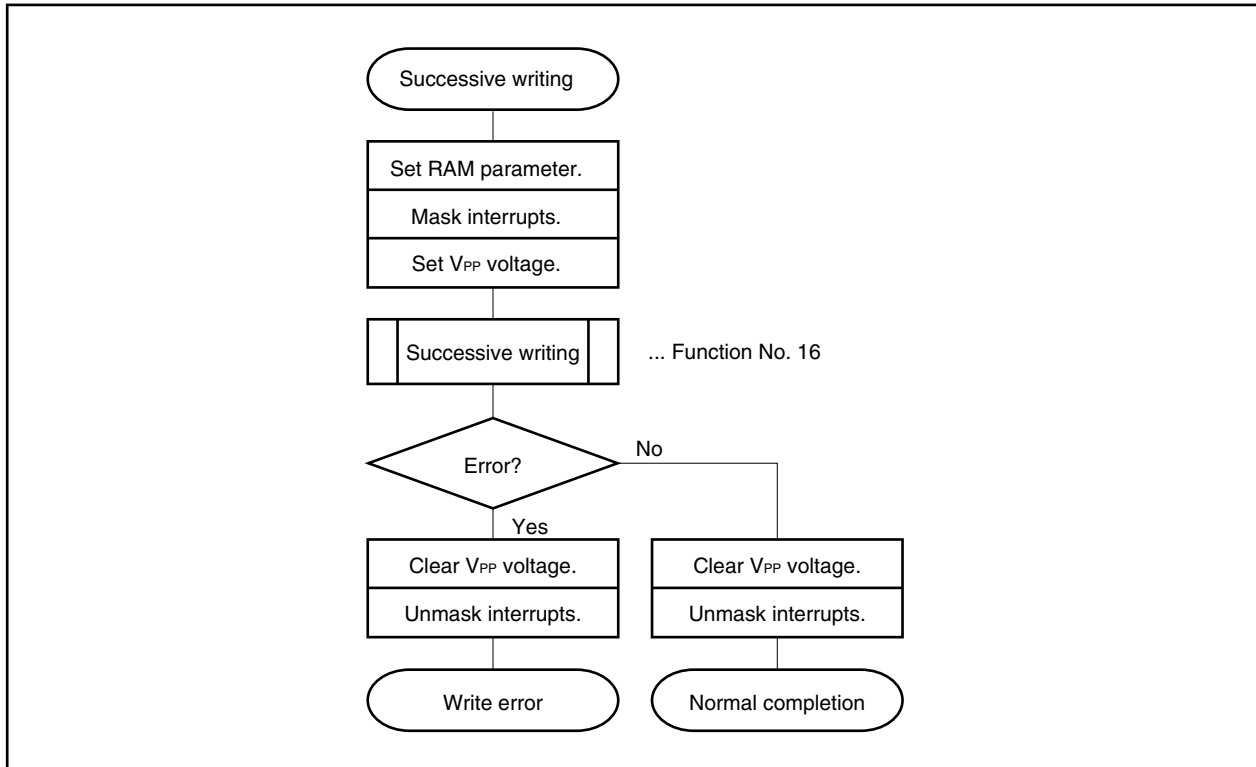 Successive writing
Set RAM parameter.
Mask interrupts.
Set VPP voltage.
Successive writing
... Function No. 16
Error?
No
Yes
Clear VPP voltage.
Unmask interrupts.
Write error
Clear VPP voltage.
Unmask interrupts.
Normal completion